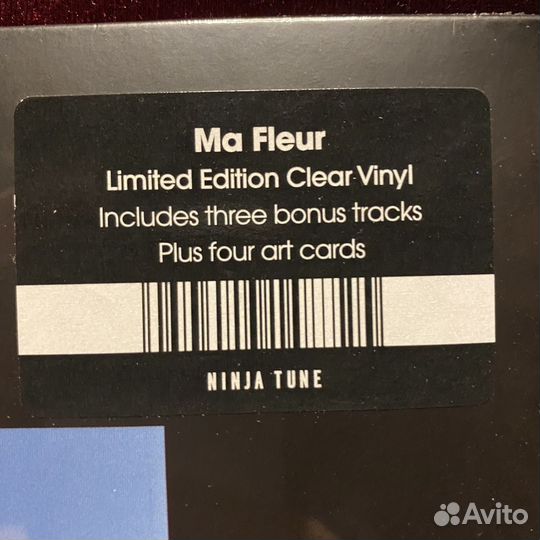 Ma Fleur
Limited Edition Clear Vinyl
Includes three bonus tracks
Plus four art cards
NINJA TUNE
Avito